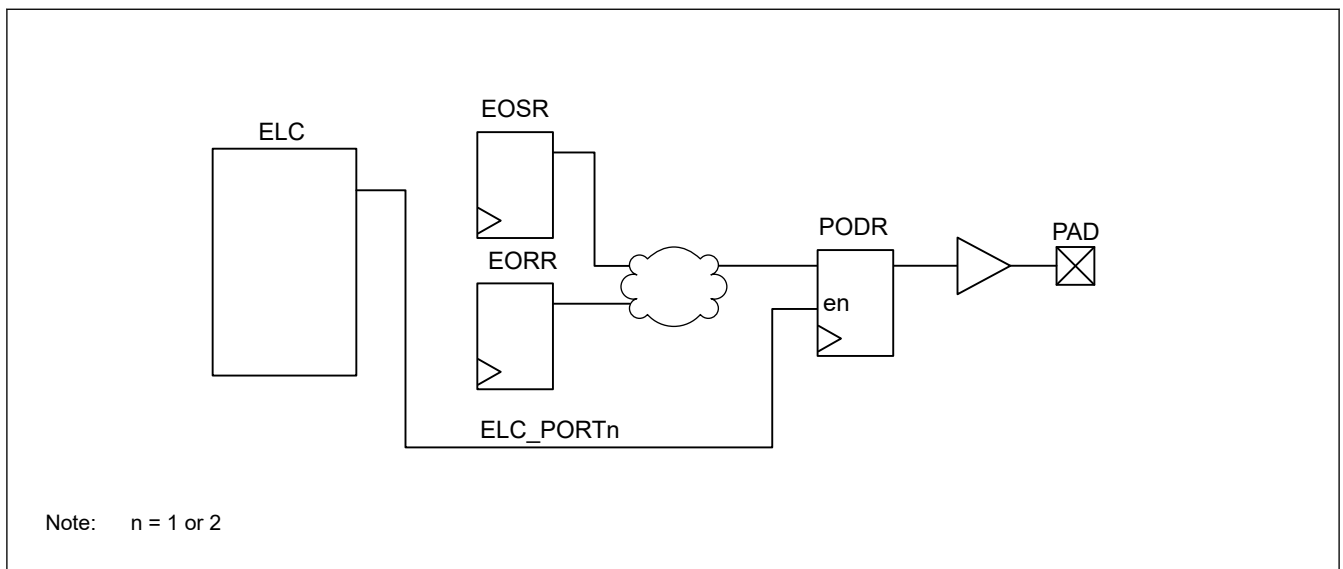 ELC
EOSR
EORR
PODR
en
PAD
ELC_PORTn
Note: n = 1 or 2